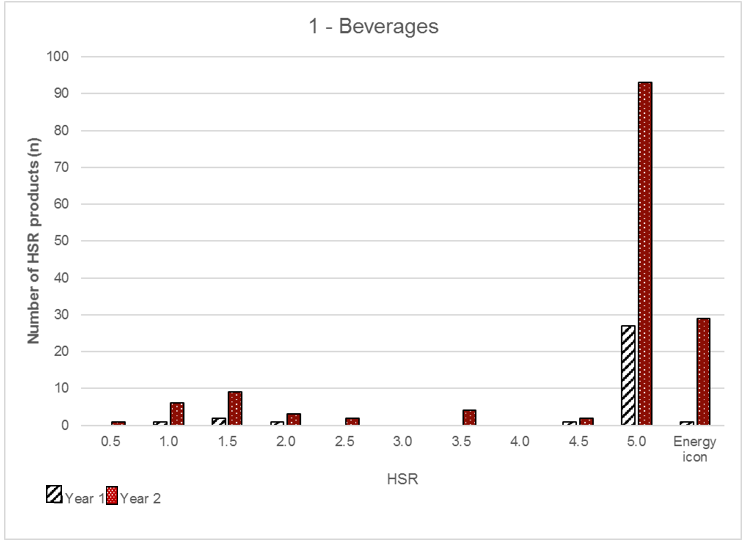 1 - Beverages
Number of HSR products (n)
100
90
80
70
60
50
40
30
20
10
0
0.5 1.0 1.5 2.0 2.5 3.0 3.5 4.0 4.5 5.0 Energy
icon
HSR
Year 1 Year 2